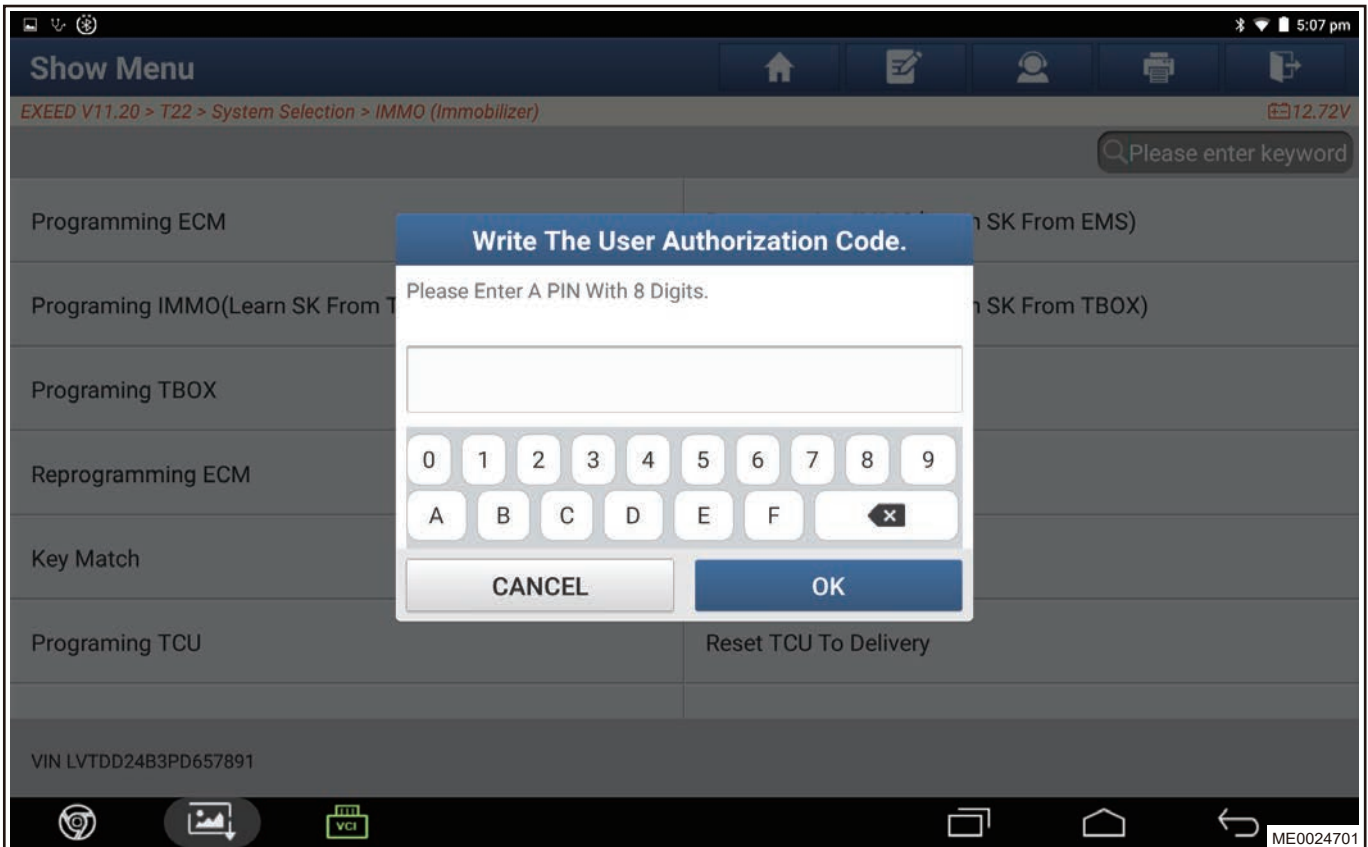 5:07 pm
Show Menu
EXEED V11.20 > T22 > System Selection > IMMO (Immobilizer)
12.72V
Please enter keyword
Programming ECM
n SK From EMS)
Write The User Authorization Code.
Please Enter A PIN With 8 Digits.
Programing IMMO(Learn SK From T
n SK From TBOX)
Programing TBOX
0 1 2 3 4 5 6 7 8 9
Reprogramming ECM
A B C D E F
Key Match
CANCEL
OK
Programing TCU
Reset TCU To Delivery
VIN LVTDD24B3PD657891
VCI
ME0024701